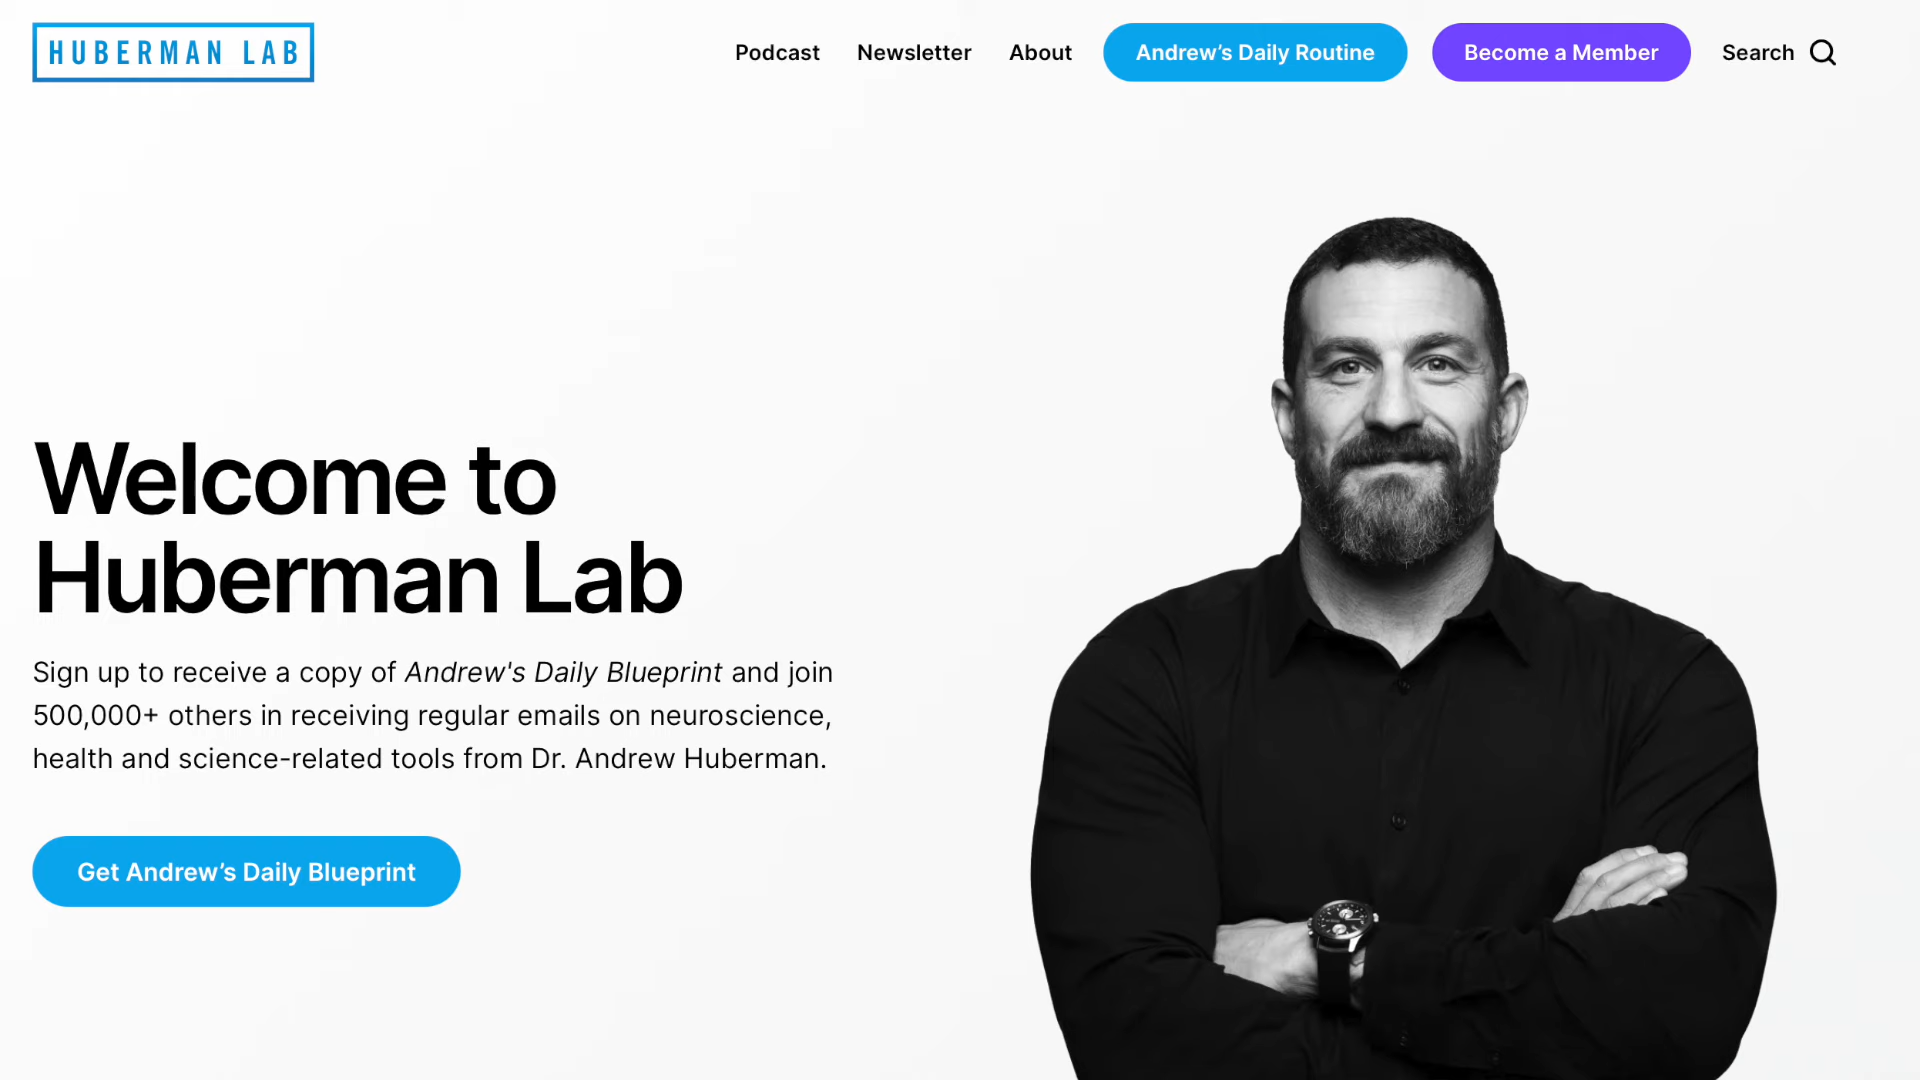 HUBERMAN LAB
Podcast
Newsletter
About
Andrew’s Daily Routine
Become a Member
Search
Welcome to
Huberman Lab
Sign up to receive a copy of Andrew's Daily Blueprint and join
500,000+ others in receiving regular emails on neuroscience,
health and science-related tools from Dr. Andrew Huberman.
Get Andrew’s Daily Blueprint